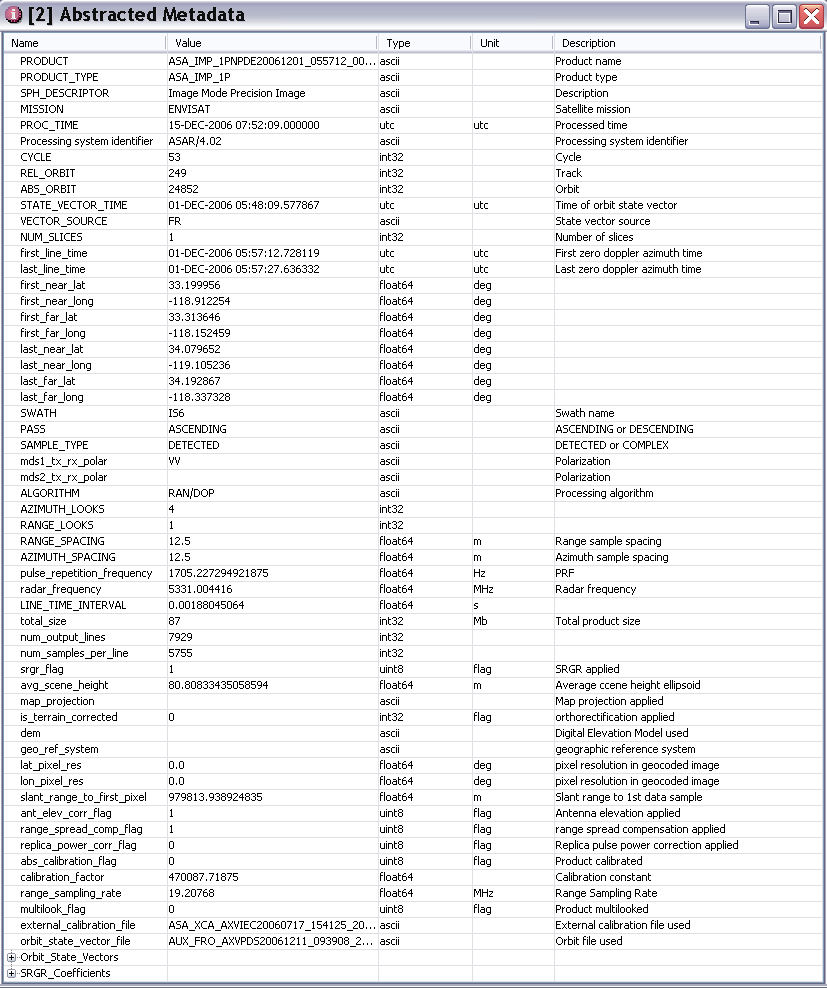 [2] Abstracted Metadata
Name Value Type Unit Description
PRODUCT ASA_IMP_1PNPDE20061201_055712_00... ascii Product name
PRODUCT_TYPE ASA_IMP_1P ascii Product type
SPH_DESCRIPTOR Image Mode Precision Image ascii Description
MISSION ENVISAT ascii Satellite mission
PROC_TIME 15-DEC-2006 07:52:09.000000 utc utc Processed time
Processing system identifier ASAR/4.02 ascii Processing system identifier
CYCLE 53 int32 Cycle
REL_ORBIT 249 int32 Track
ABS_ORBIT 24852 int32 Orbit
STATE_VECTOR_TIME 01-DEC-2006 05:48:09.577867 utc utc Time of orbit state vector
VECTOR_SOURCE FR ascii State vector source
NUM_SLICES 1 int32 Number of slices
first_line_time 01-DEC-2006 05:57:12.728119 utc utc First zero doppler azimuth time
last_line_time 01-DEC-2006 05:57:27.636332 utc utc Last zero doppler azimuth time
first_near_lat 33.199956 float64 deg
first_near_long -118.912254 float64 deg
first_far_lat 33.313646 float64 deg
first_far_long -118.152459 float64 deg
last_near_lat 34.079652 float64 deg
last_near_long -119.105236 float64 deg
last_far_lat 34.192867 float64 deg
last_far_long -118.337328 float64 deg
SWATH IS6 ascii Swath name
PASS ASCENDING ascii ASCENDING or DESCENDING
SAMPLE_TYPE DETECTED ascii DETECTED or COMPLEX
mds1_tx_rx_polar VV ascii Polarization
mds2_tx_rx_polar ascii Polarization
ALGORITHM RAN/DOP ascii Processing algorithm
AZIMUTH_LOOKS 4 int32
RANGE_LOOKS 1 int32
RANGE_SPACING 12.5 float64 m Range sample spacing
AZIMUTH_SPACING 12.5 float64 m Azimuth sample spacing
pulse_repetition_frequency 1705.227294921875 float64 Hz PRF
radar_frequency 5331.004416 float64 MHz Radar frequency
LINE_TIME_INTERVAL 0.00188045064 float64 s
total_size 87 int32 Mb Total product size
num_output_lines 7929 int32
num_samples_per_line 5755 int32
srgr_flag 1 uint8 flag SRGR applied
avg_scene_height 80.80833435058594 float64 m Average ccene height ellipsoid
map_projection ascii Map projection applied
is_terrain_corrected 0 int32 flag orthorectification applied
dem ascii Digital Elevation Model used
geo_ref_system ascii geographic reference system
lat_pixel_res 0.0 float64 deg pixel resolution in geocoded image
lon_pixel_res 0.0 float64 deg pixel resolution in geocoded image
slant_range_to_first_pixel 979813.938924835 float64 m Slant range to 1st data sample
ant_elev_corr_flag 1 uint8 flag Antenna elevation applied
range_spread_comp_flag 1 uint8 flag range spread compensation applied
replica_power_corr_flag 0 uint8 flag Replica pulse power correction applied
abs_calibration_flag 0 uint8 flag Product calibrated
calibration_factor 470087.71875 float64 Calibration constant
range_sampling_rate 19.20768 float64 MHz Range Sampling Rate
multilook_flag 0 uint8 flag Product multilooked
external_calibration_file ASA_XCA_AXVIEC20060717_154125_20... ascii External calibration file used
orbit_state_vector_file AUX_FRO_AXVPDS20061211_093908_2... ascii Orbit file used
Orbit_State_Vectors
SRGR_Coefficients